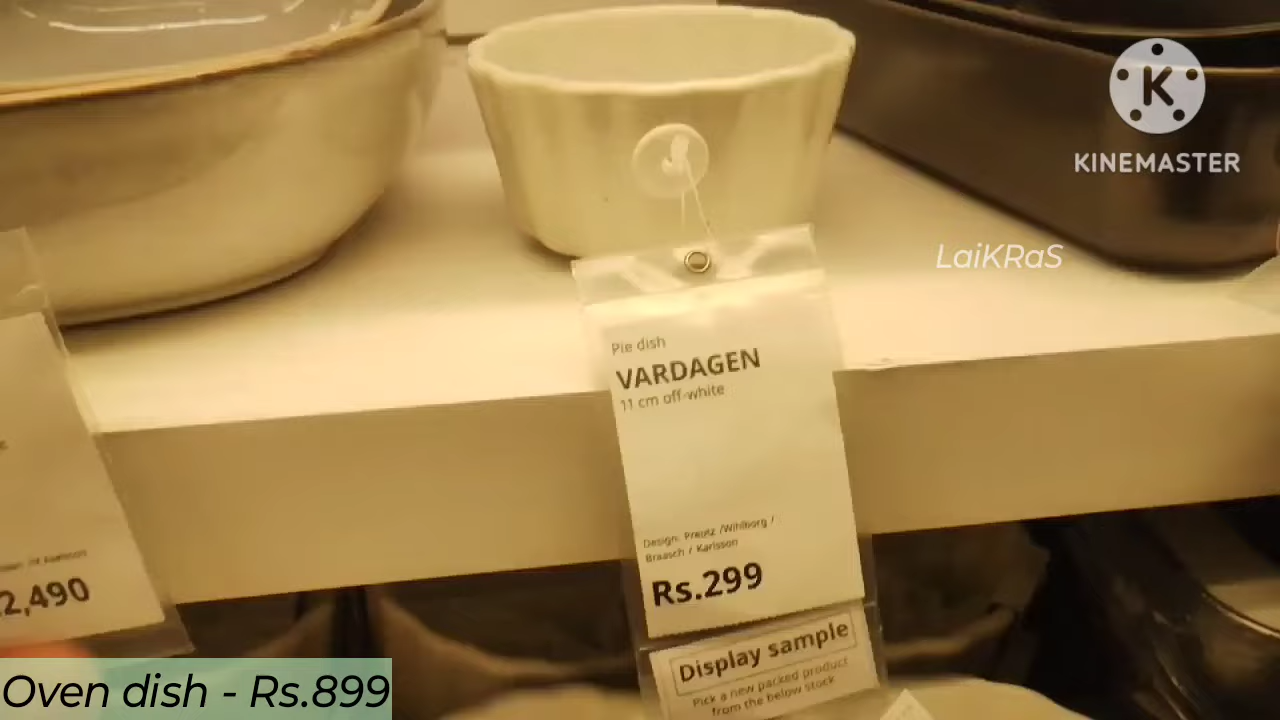 K
KINEMASTER
LaiKRaS
Pie dish
VARDAGEN
11 cm off-white
Design: Preutz /Wihlborg /
Braasch / Karlsson
Rs.299
Display sample
Pick a new packed product
from the below stock
2,490
Oven dish - Rs.899